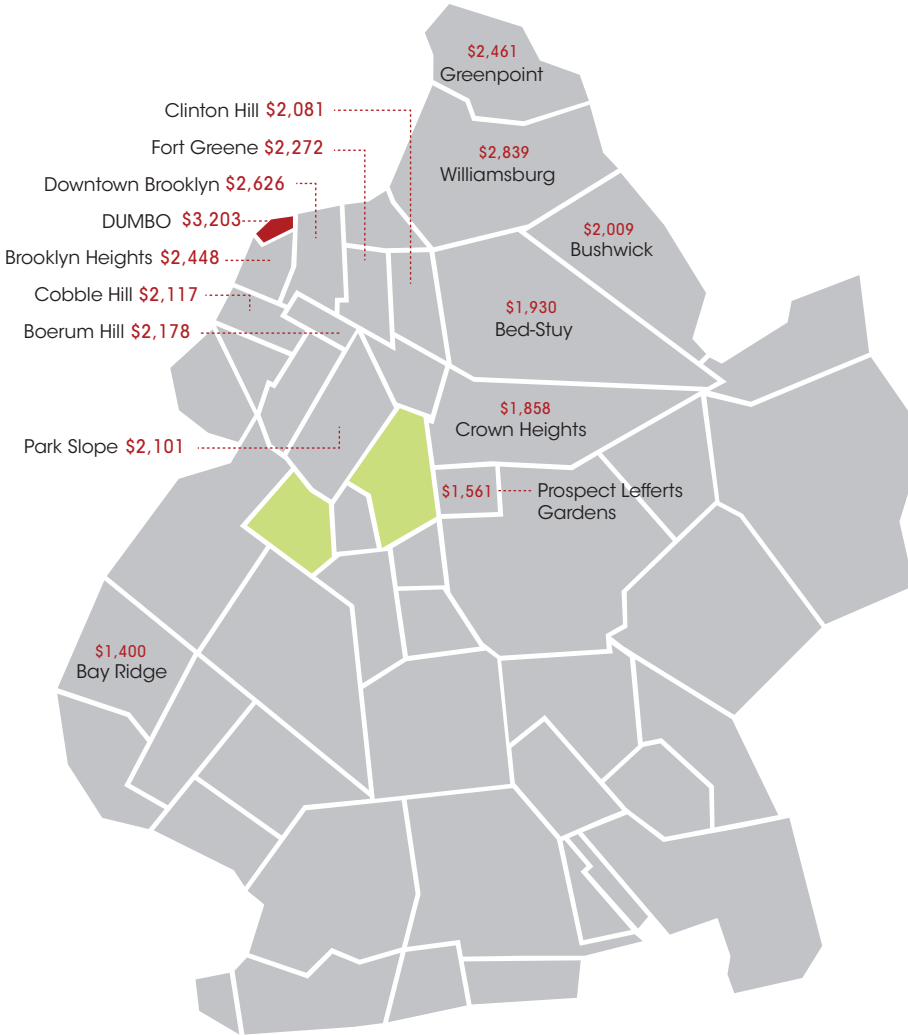 $2,461
Greenpoint
Clinton Hill $2,081
Fort Greene $2,272
$2,839
Williamsburg
Downtown Brooklyn $2,626
DUMBO $3,203
$2,009
Bushwick
Brooklyn Heights $2,448
Cobble Hill $2,117
$1,930
Bed-Stuy
Boerum Hill $2,178
$1,858
Crown Heights
Park Slope $2,101
$1,561 Prospect Lefferts
Gardens
$1,400
Bay Ridge